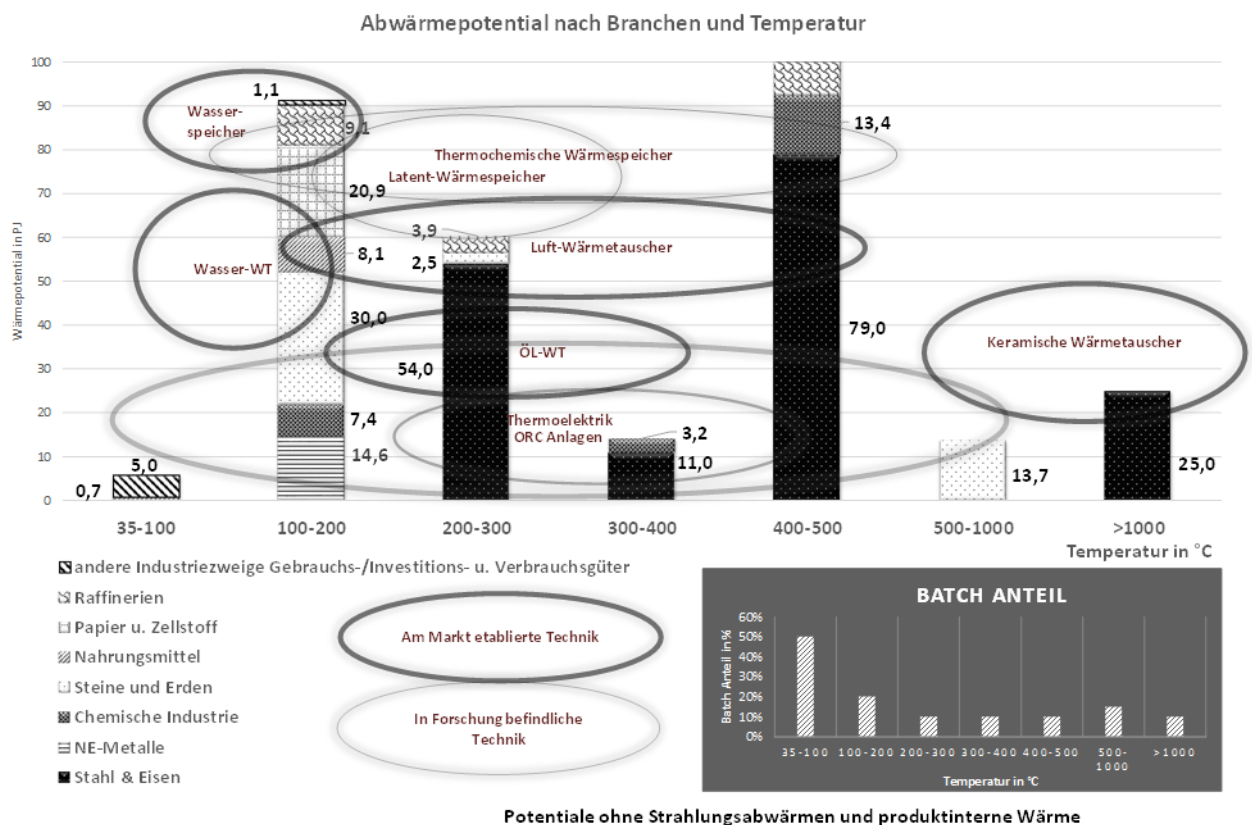 Abwärmepotential nach Branchen und Temperatur
Wärmepotential in PJ
100
90
80
70
60
50
40
30
20
10
0
1,1
9,1
20,9
8,1
30,0
7,4
14,6
5,0
0,7
3,9
2,5
54,0
3,2
11,0
13,4
79,0
13,7
25,0
Wasser-
speicher
Thermochemische Wärmespeicher
Latent-Wärmespeicher
Luft-Wärmetauscher
Wasser-WT
ÖL-WT
Keramische Wärmetauscher
Thermoelektrik
ORC Anlagen
35-100 100-200 200-300 300-400 400-500 500-1000 >1000
Temperatur in °C
andere Industriezweige Gebrauchs-/Investitions- u. Verbrauchsgüter
Raffinerien
Papier u. Zellstoff
Nahrungsmittel
Steine und Erden
Chemische Industrie
NE-Metalle
Stahl & Eisen
Am Markt etablierte Technik
In Forschung befindliche
Technik
BATCH ANTEIL
Batch Anteil in %
60%
50%
40%
30%
20%
10%
0%
35-100 100-200 200-300 300-400 400-500 500-1000 >1000
Temperatur in °C
Potentiale ohne Strahlungsabwärmen und produktinterne Wärme